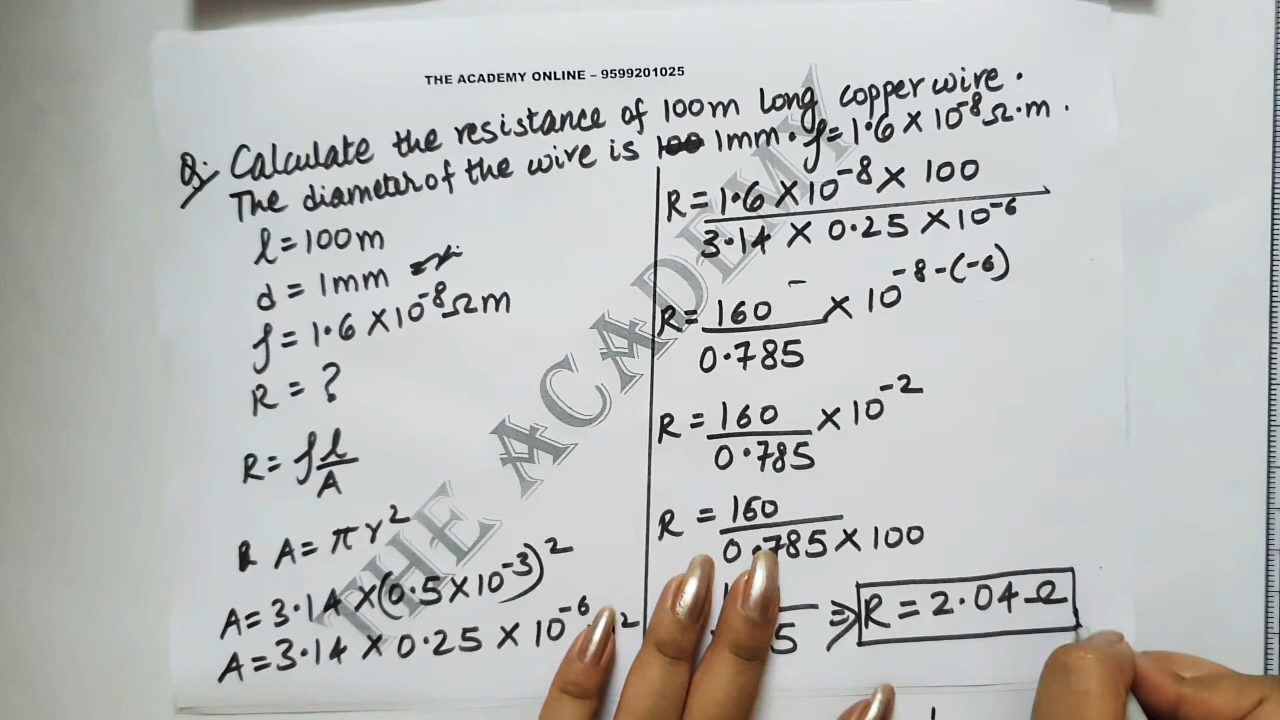 THE ACADEMY ONLINE – 9599201025
Q: Calculate the resistance of 100m long copper wire.
The diameter of the wire is 1mm. ρ = 1.6 × 10⁻⁸ Ω.m.
l = 100m
d = 1mm
ρ = 1.6 × 10⁻⁸ Ωm
R = ?
R = ρ l/A
A = πr²
A = 3.14 × (0.5 × 10⁻³)²
A = 3.14 × 0.25 × 10⁻⁶
R = 1.6 × 10⁻⁸ × 100
3.14 × 0.25 × 10⁻⁶
R = 160 × 10⁻⁸⁻⁽⁻⁶⁾
0.785
R = 160 × 10⁻²
0.785
R = 160
0.785 × 100
⇒ R = 2.04 Ω
THE ACADEMY